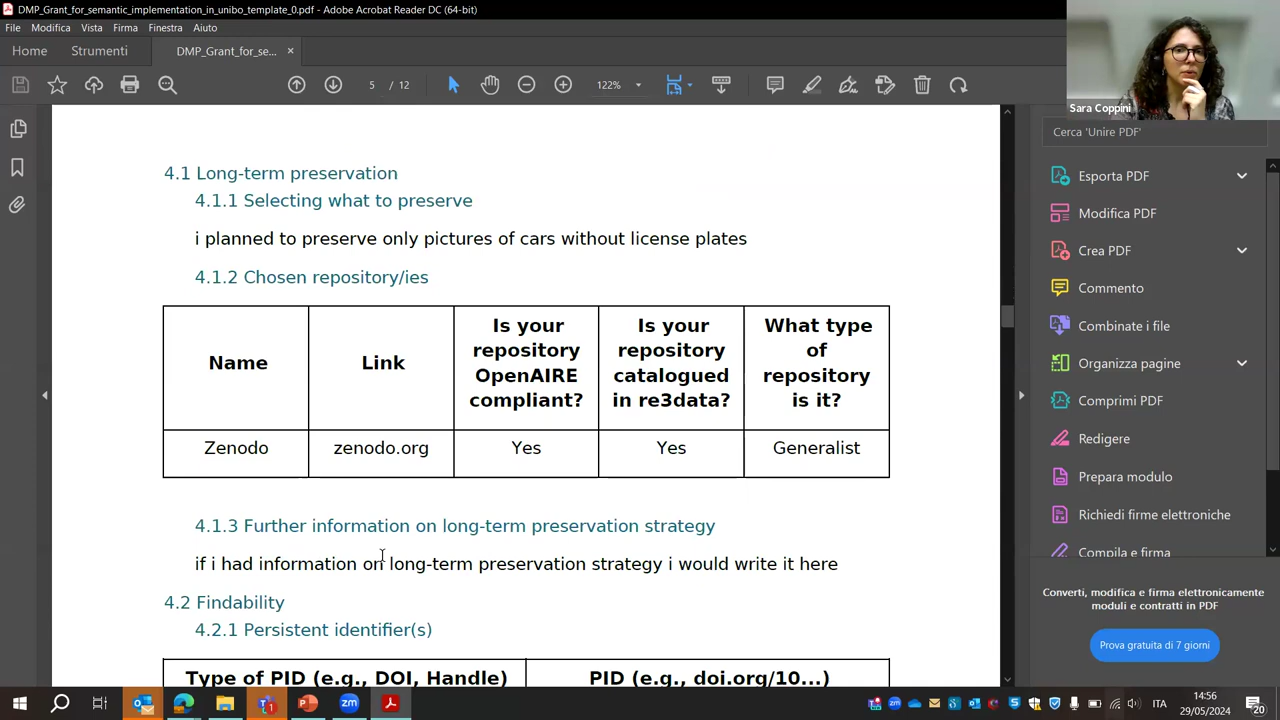 DMP_Grant_for_semantic_implementation_in_unibo_template_0.pdf - Adobe Acrobat Reader DC (64-bit)
File Modifica Vista Firma Finestra Aiuto
Home Strumenti DMP_Grant_for_se... ×
5 / 12 122%
Sara Coppini
Cerca 'Unire PDF'
4.1 Long-term preservation
4.1.1 Selecting what to preserve
i planned to preserve only pictures of cars without license plates
4.1.2 Chosen repository/ies
Name
Link
Is your
repository
OpenAIRE
compliant?
Is your
repository
catalogued
in re3data?
What type
of
repository
is it?
Zenodo zenodo.org Yes Yes Generalist
4.1.3 Further information on long-term preservation strategy
if i had information on long-term preservation strategy i would write it here
4.2 Findability
4.2.1 Persistent identifier(s)
Type of PID (e.g., DOI, Handle) PID (e.g., doi.org/10...)
Esporta PDF
Modifica PDF
Crea PDF
Commento
Combinate i file
Organizza pagine
Comprimi PDF
Redigere
Prepara modulo
Richiedi firme elettroniche
Compila e firma
Converti, modifica e firma elettronicamente
moduli e contratti in PDF
Prova gratuita di 7 giorni
ITA
14:56
29/05/2024
20